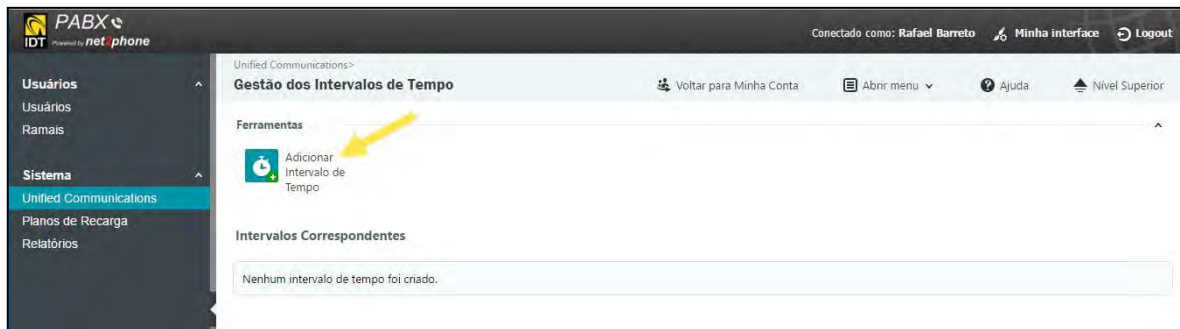 PABX
IDT Powered by net2phone
Conectado como: Rafael Barreto Minha interface Logout
Usuários
Usuários
Ramais
Sistema
Unified Communications
Planos de Recarga
Relatórios
Unified Communications>
Gestão dos Intervalos de Tempo
Voltar para Minha Conta Abrir menu Ajuda Nível Superior
Ferramentas
Adicionar
Intervalo de
Tempo
Intervalos Correspondentes
Nenhum intervalo de tempo foi criado.